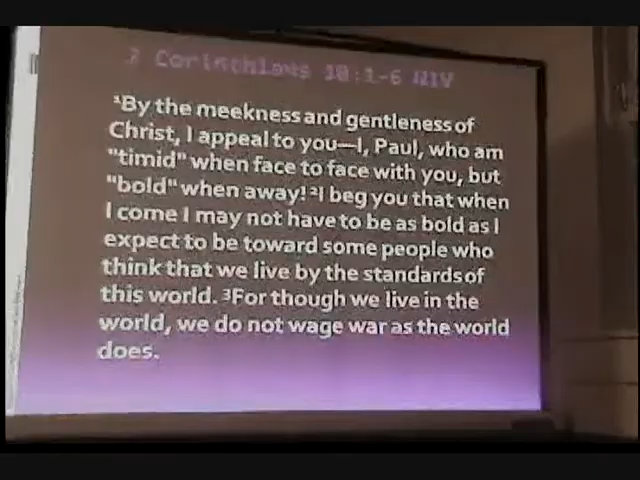 2 Corinthians 10:1-6 NIV
¹By the meekness and gentleness of
Christ, I appeal to you—I, Paul, who am
"timid" when face to face with you, but
"bold" when away! ²I beg you that when
I come I may not have to be as bold as I
expect to be toward some people who
think that we live by the standards of
this world. ³For though we live in the
world, we do not wage war as the world
does.